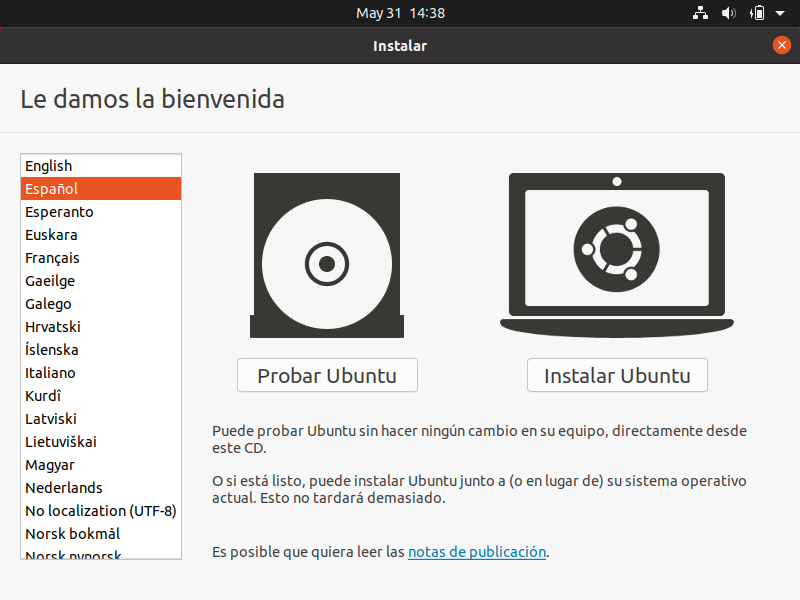 May 31 14:38
Instalar
Le damos la bienvenida
English
Español
Esperanto
Euskara
Français
Gaeilge
Galego
Hrvatski
Íslenska
Italiano
Kurdî
Latviski
Lietuviškai
Magyar
Nederlands
No localization (UTF-8)
Norsk bokmål
Norsk nynorsk
Probar Ubuntu
Instalar Ubuntu
Puede probar Ubuntu sin hacer ningún cambio en su equipo, directamente desde
este CD.
O si está listo, puede instalar Ubuntu junto a (o en lugar de) su sistema operativo
actual. Esto no tardará demasiado.
Es posible que quiera leer las notas de publicación.